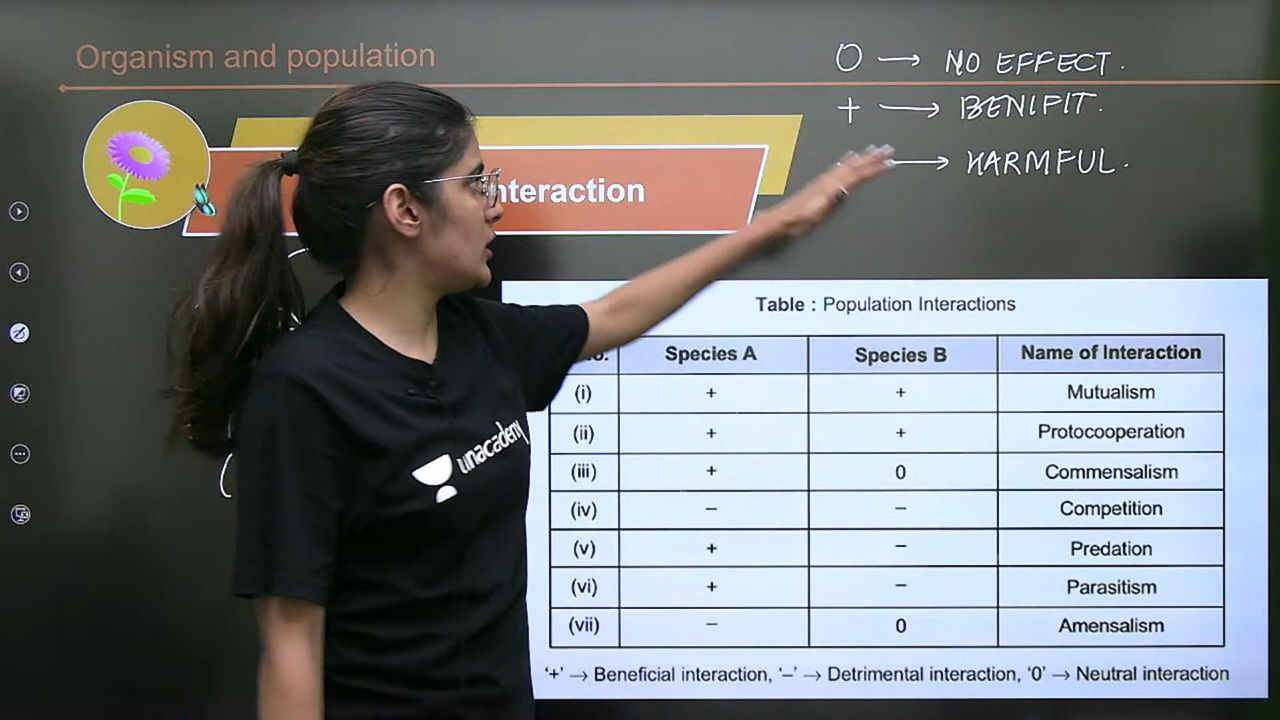 Organism and population
O → NO EFFECT.
+ → BENIFIT.
→ HARMFUL.
nteraction
unacademy
Table : Population Interactions
No. Species A Species B Name of Interaction
(i) + + Mutualism
(ii) + + Protocooperation
(iii) + 0 Commensalism
(iv) – – Competition
(v) + – Predation
(vi) + – Parasitism
(vii) – 0 Amensalism
‘+’ → Beneficial interaction, ‘–’ → Detrimental interaction, ‘0’ → Neutral interaction